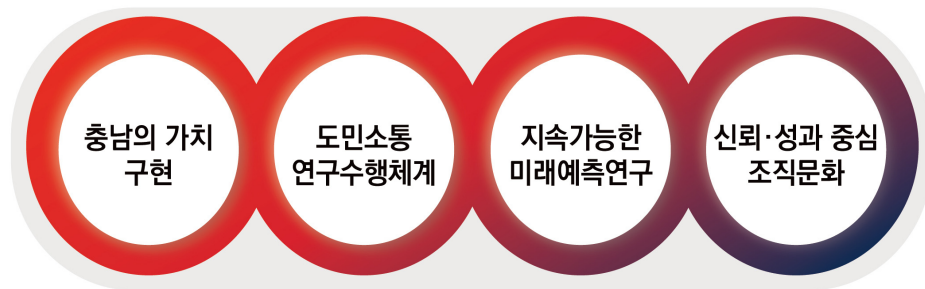 충남의 가치
구현
도민소통
연구수행체계
지속가능한
미래예측연구
신뢰·성과 중심
조직문화